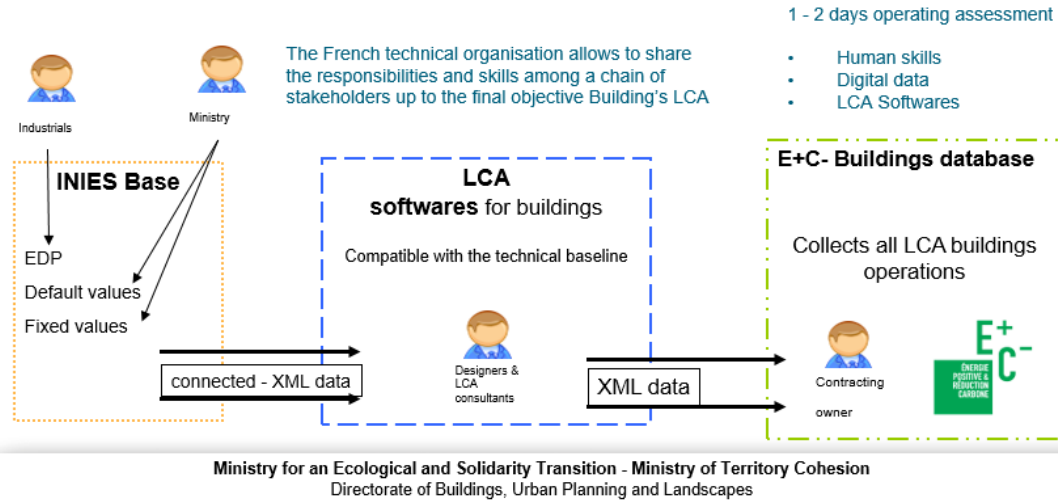 1 - 2 days operating assessment
• Human skills
• Digital data
• LCA Softwares
The French technical organisation allows to share
the responsibilities and skills among a chain of
stakeholders up to the final objective Building's LCA
Industrials
Ministry
INIES Base
EDP
Default values
Fixed values
connected - XML data
LCA
softwares for buildings
Compatible with the technical baseline
Designers &
LCA
consultants
XML data
E+C- Buildings database
Collects all LCA buildings
operations
Contracting
owner
E+
C-
ÉNERGIE
POSITIVE &
RÉDUCTION
CARBONE
Ministry for an Ecological and Solidarity Transition - Ministry of Territory Cohesion
Directorate of Buildings, Urban Planning and Landscapes